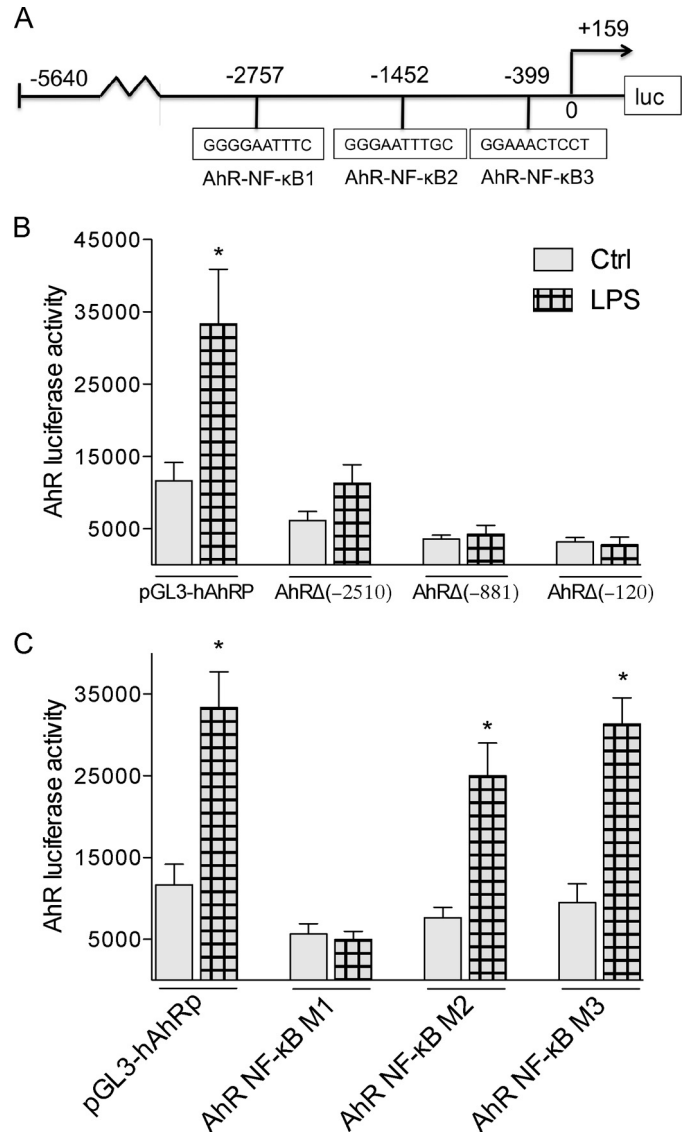 A
+159
-5640
-2757
-1452
-399
0
luc
GGGGAATTTC
GGGAATTTGC
GGAAACTCCT
AhR-NF-κB1
AhR-NF-κB2
AhR-NF-κB3
B
AhR luciferase activity
45000
35000
25000
15000
5000
*
Ctrl
LPS
pGL3-hAhRP
AhRΔ(−2510)
AhRΔ(−881)
AhRΔ(−120)
C
AhR luciferase activity
35000
25000
15000
5000
*
*
*
pGL3-hAhRp
AhR NF-κB M1
AhR NF-κB M2
AhR NF-κB M3